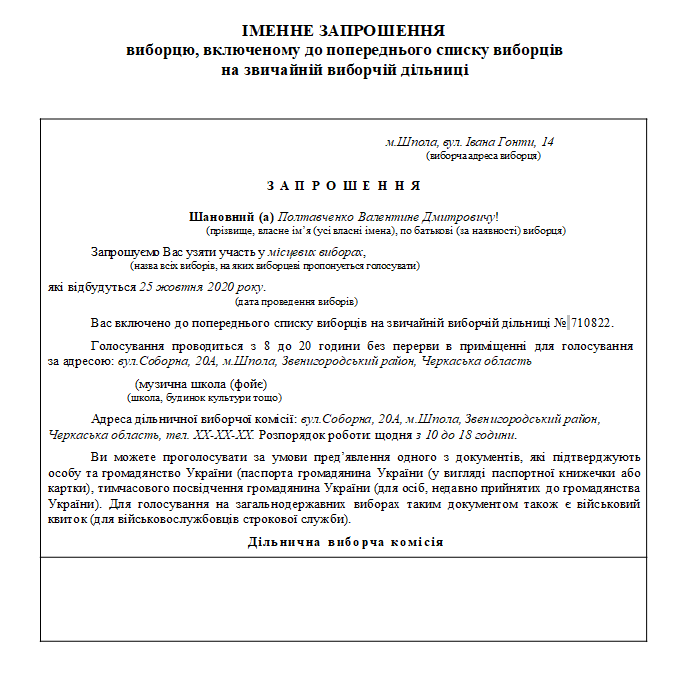 ІМЕННЕ ЗАПРОШЕННЯ
виборцю, включеному до попереднього списку виборців
на звичайній виборчій дільниці
м.Шпола, вул. Івана Гонти, 14
(виборча адреса виборця)
З А П Р О Ш Е Н Н Я
Шановний (а) Полтавченко Валентине Дмитровичу!
(прізвище, власне ім’я (усі власні імена), по батькові (за наявності) виборця)
Запрошуємо Вас узяти участь у місцевих виборах,
(назва всіх виборів, на яких виборцеві пропонується голосувати)
які відбудуться 25 жовтня 2020 року.
(дата проведення виборів)
Вас включено до попереднього списку виборців на звичайній виборчій дільниці № 710822.
Голосування проводиться з 8 до 20 години без перерви в приміщенні для голосування
за адресою: вул.Соборна, 20А, м.Шпола, Звенигородський район, Черкаська область
(музична школа (фойє)
(школа, будинок культури тощо)
Адреса дільничної виборчої комісії: вул.Соборна, 20А, м.Шпола, Звенигородський район,
Черкаська область, тел. ХХ-ХХ-ХХ. Розпорядок роботи щодня з 10 до 18 години.
Ви можете проголосувати за умови пред’явлення одного з документів, які підтверджують
особу та громадянство України (паспорта громадянина України (у вигляді паспортної книжечки або
картки), тимчасового посвідчення громадянина України (для осіб, недавно прийнятих до громадянства
України). Для голосування на загальнодержавних виборах таким документом також є військовий
квиток (для військовослужбовців строкової служби).
Дільнична виборча комісія